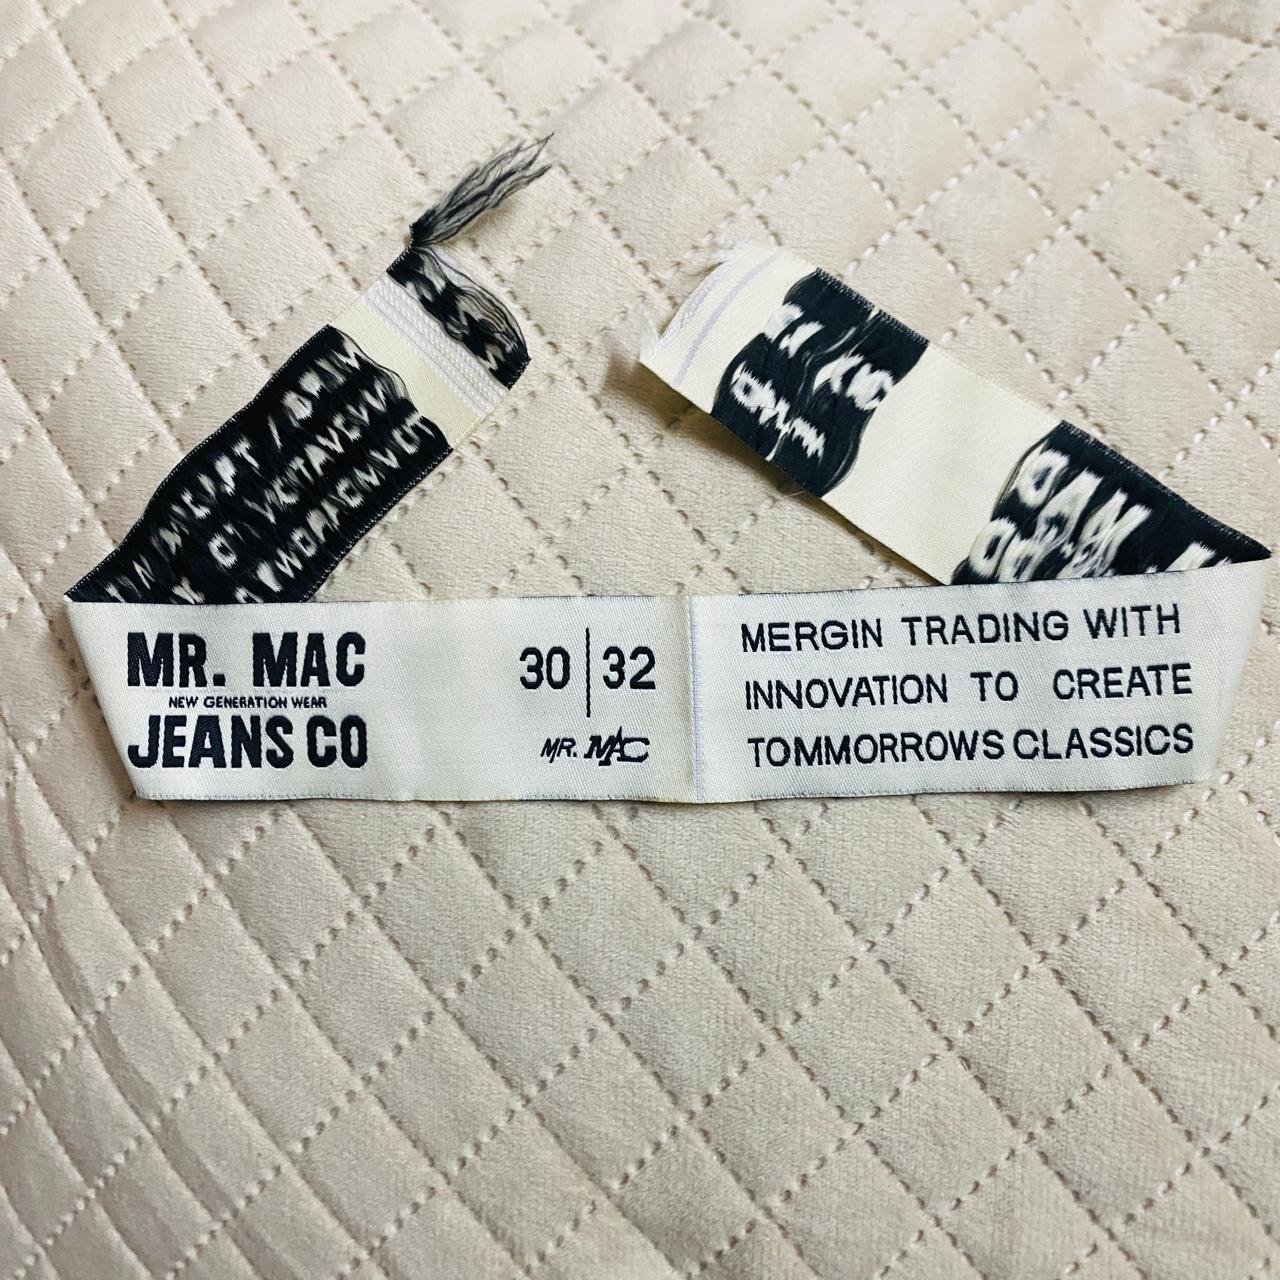 MR. MAC
NEW GENERATION WEAR
JEANS CO
30 | 32
MR. MAC
MERGIN TRADING WITH
INNOVATION TO CREATE
TOMMORROWS CLASSICS